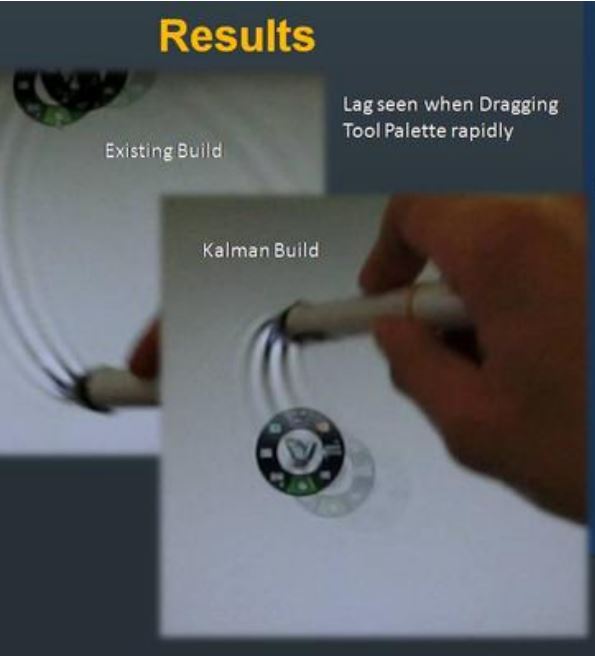 Results
Lag seen when Dragging
Tool Palette rapidly
Existing Build
Kalman Build